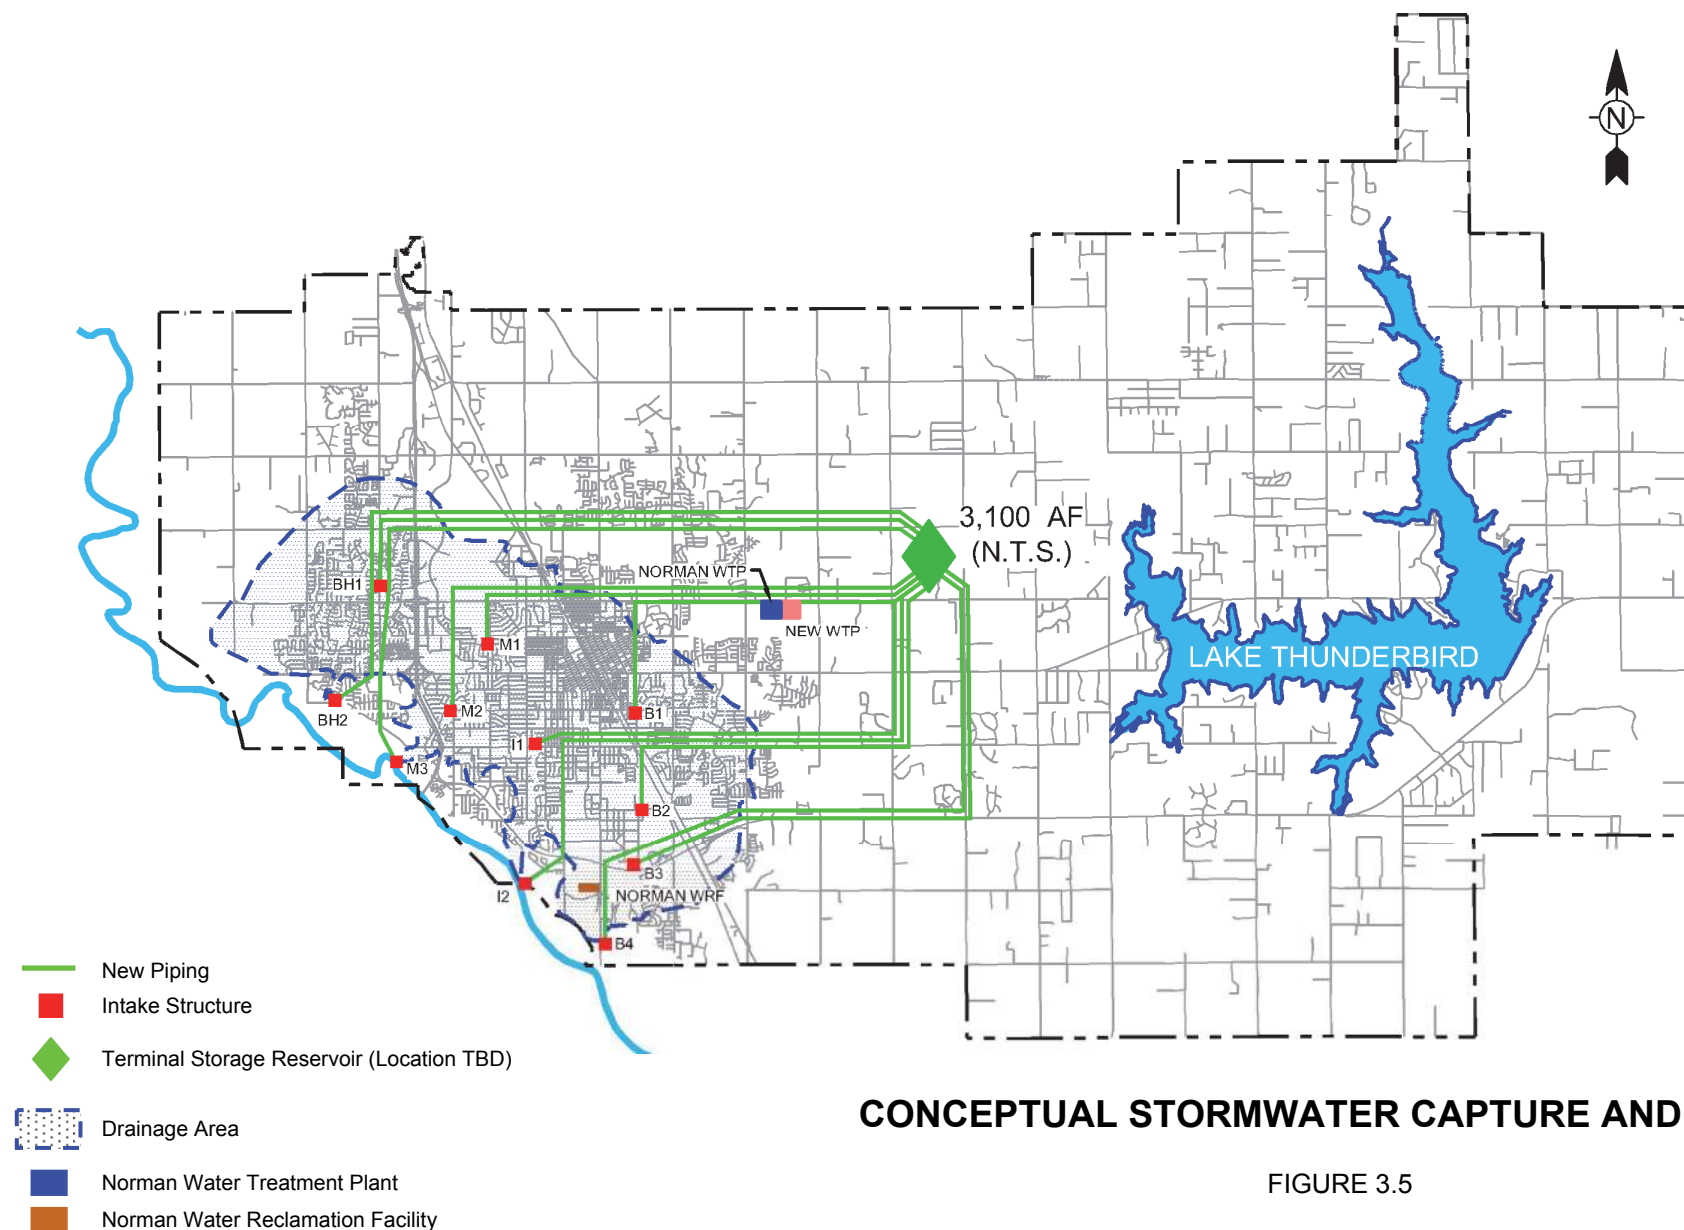 N
3,100 AF
(N.T.S.)
NORMAN WTP
BH1
NEW WTP
M1
LAKE THUNDERBIRD
BH2
M2
B1
I1
M3
B2
B3
I2
NORMAN WRF
B4
New Piping
Intake Structure
Terminal Storage Reservoir (Location TBD)
Drainage Area
Norman Water Treatment Plant
Norman Water Reclamation Facility
CONCEPTUAL STORMWATER CAPTURE AND
FIGURE 3.5